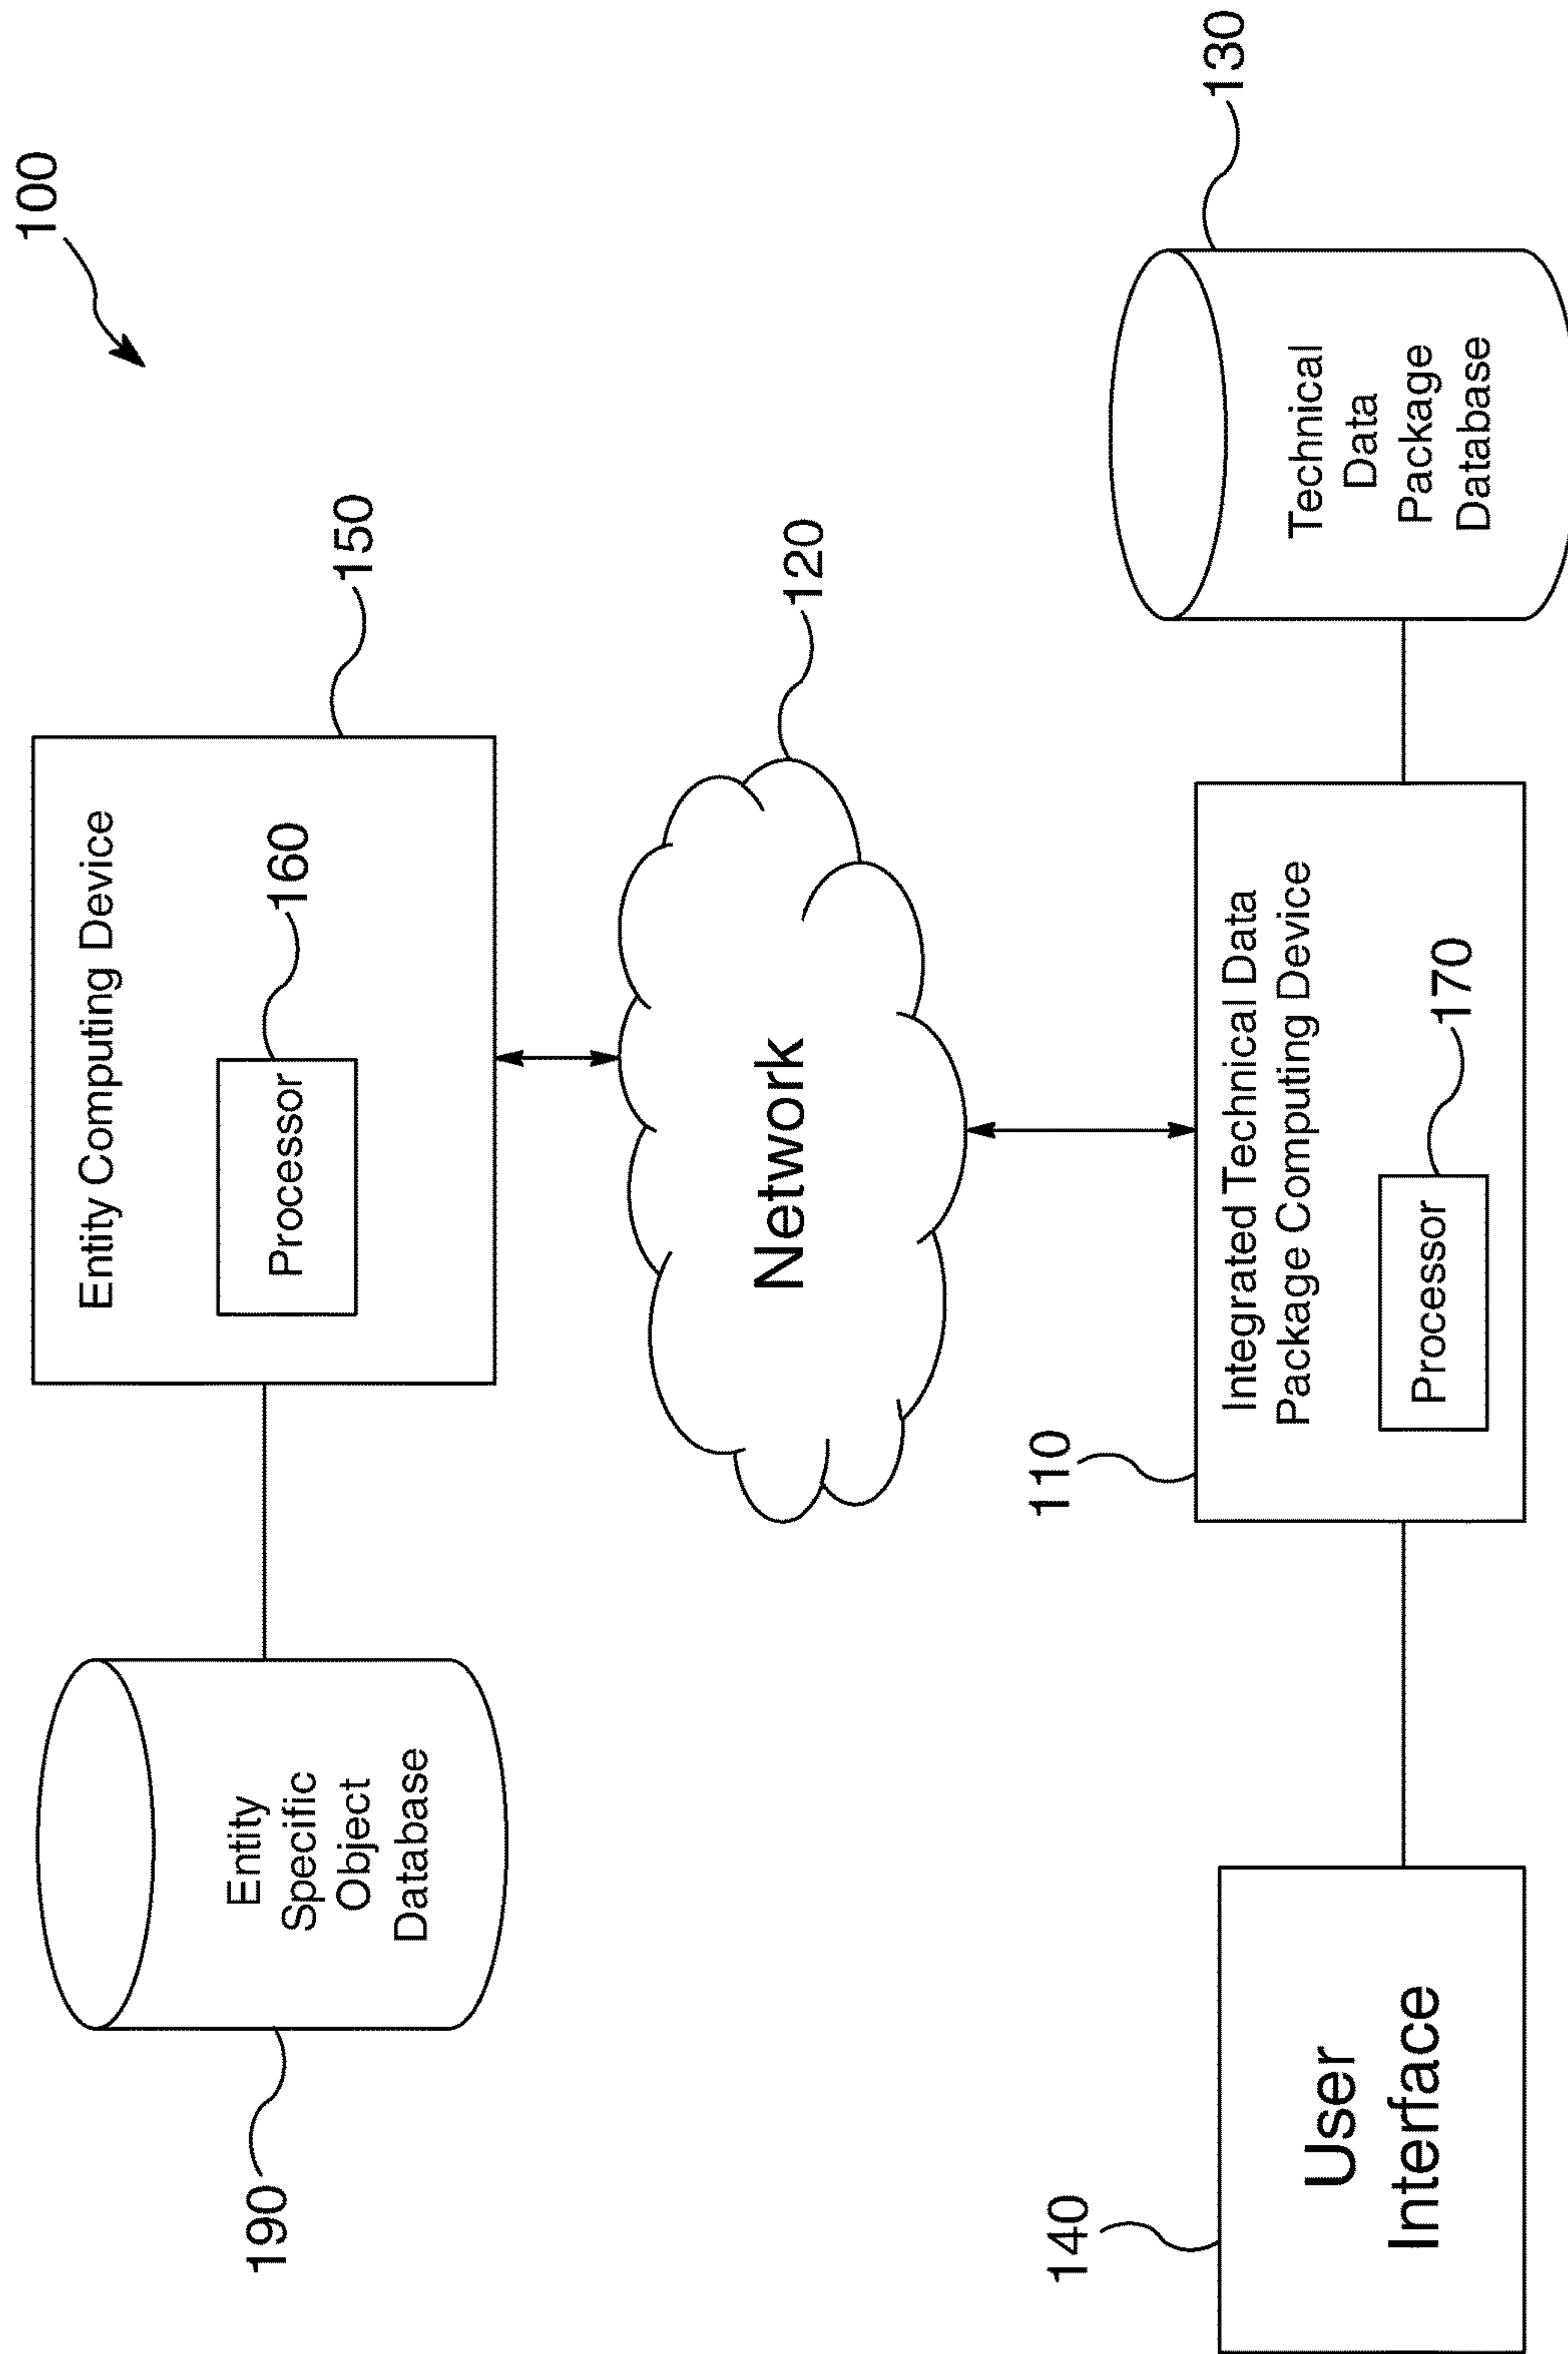 100
Entity Computing Device
150
Processor
160
Entity
Specific
Object
Database
190
Network
120
Integrated Technical Data
Package Computing Device
110
Processor
170
Technical
Data
Package
Database
130
User
Interface
140